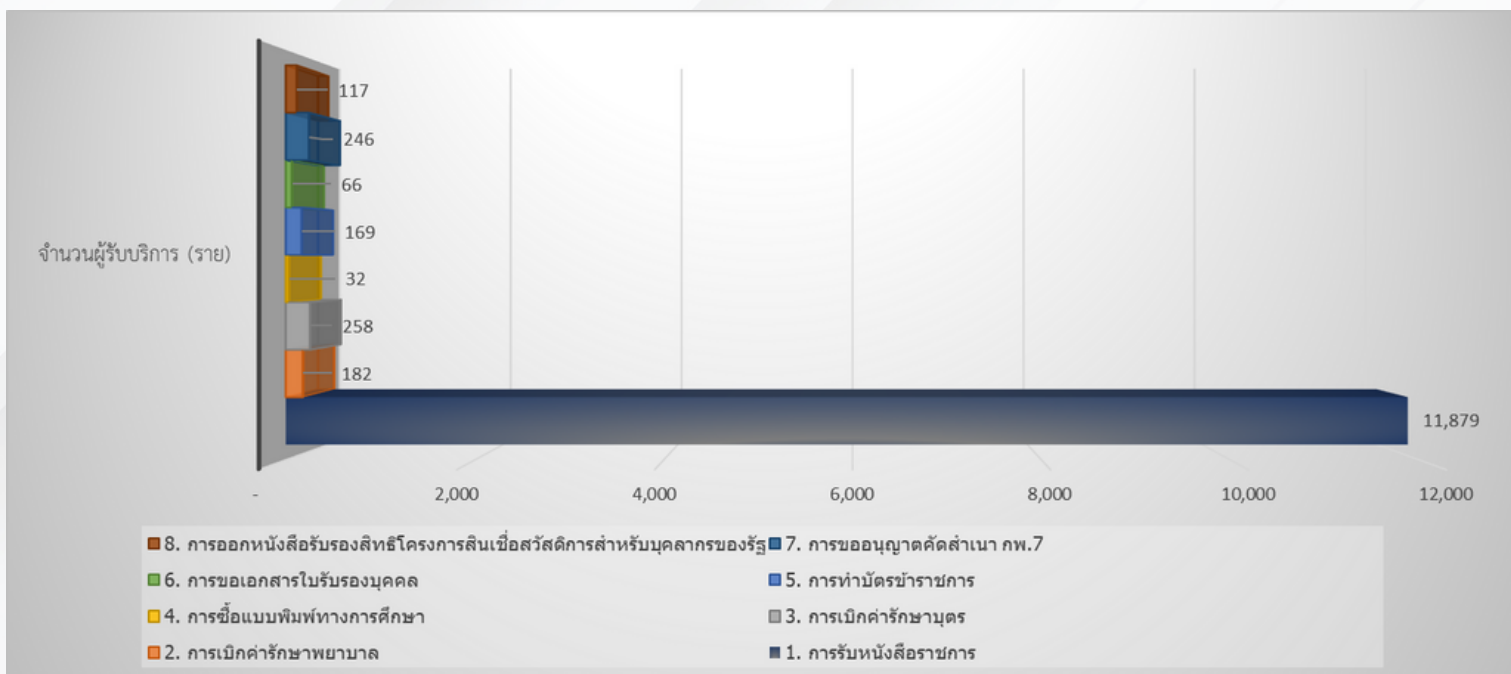 117
246
66
169
จำนวนผู้รับบริการ (ราย)
32
258
182
11,879
- 2,000 4,000 6,000 8,000 10,000 12,000
8. การออกหนังสือรับรองสิทธิโครงการสินเชื่อสวัสดิการสำหรับบุคลากรของรัฐ 7. การขออนุญาตคัดสำเนา กพ.7
6. การขอเอกสารใบรับรองบุคคล 5. การทำบัตรข้าราชการ
4. การซื้อแบบพิมพ์ทางการศึกษา 3. การเบิกค่ารักษาบุตร
2. การเบิกค่ารักษาพยาบาล 1. การรับหนังสือราชการ